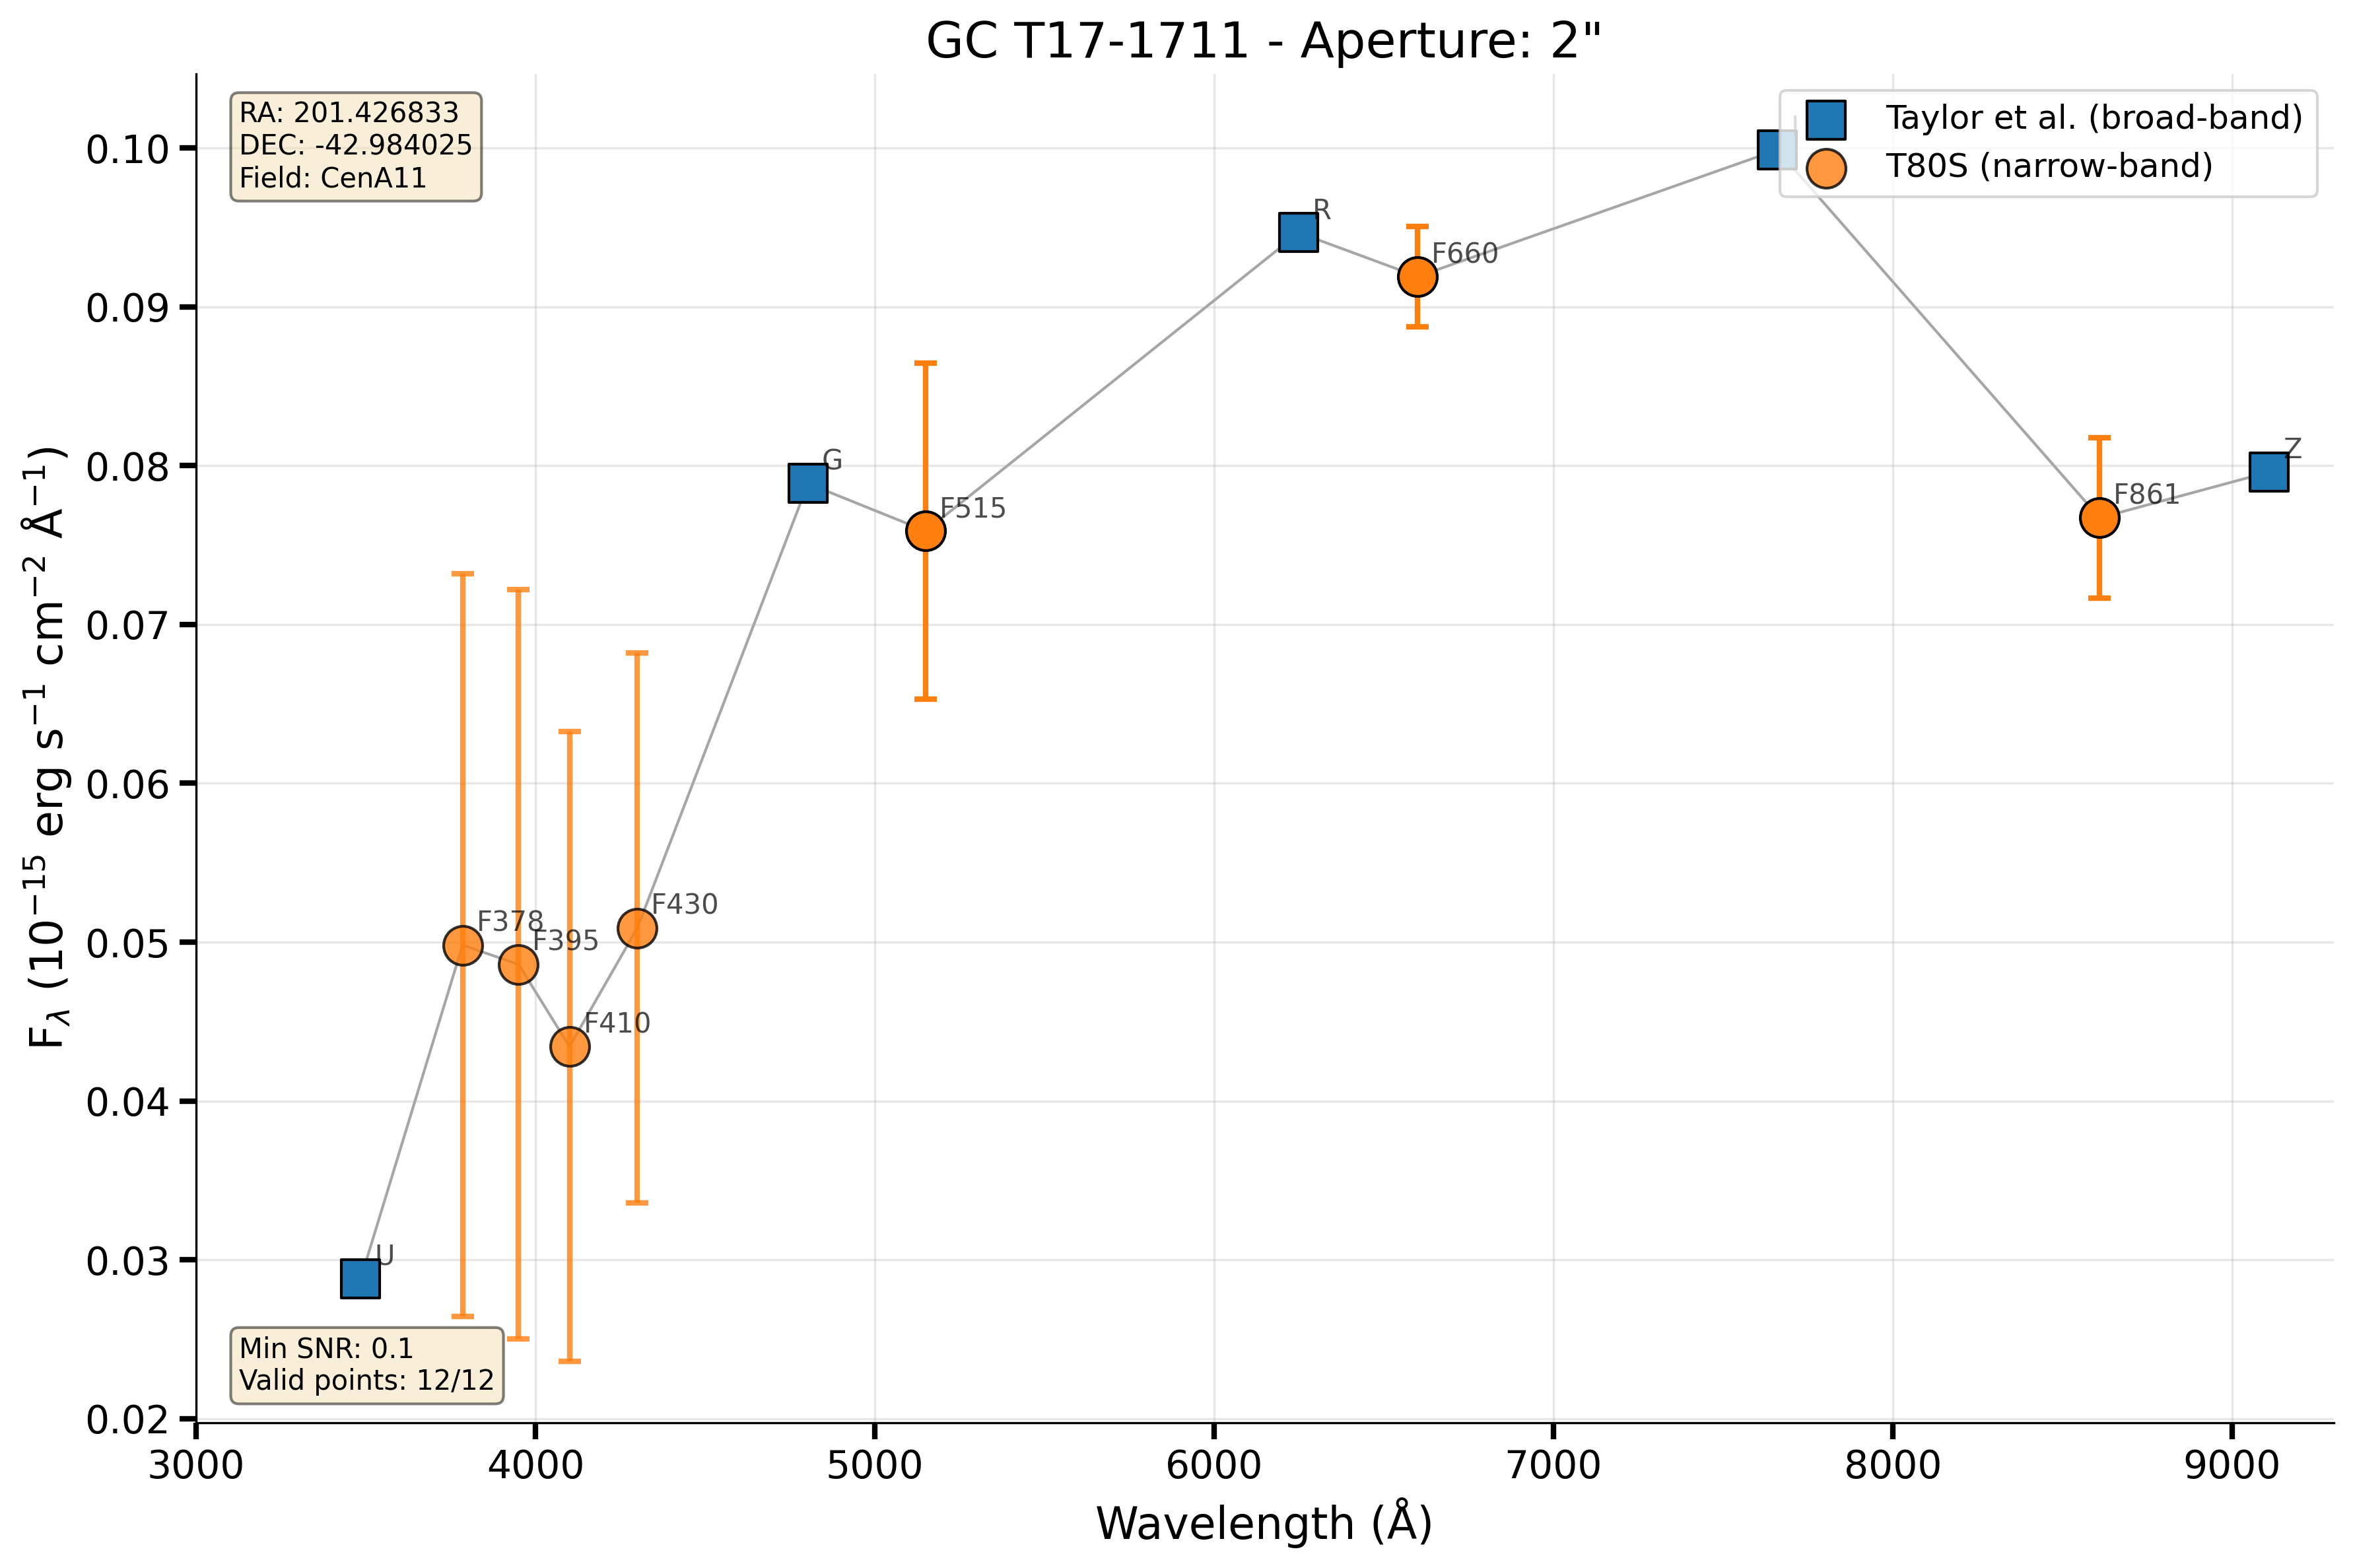 GC T17-1711 - Aperture: 2"
RA: 201.426833
DEC: -42.984025
Field: CenA11
Taylor et al. (broad-band)
T80S (narrow-band)
R
F660
G
F515
Z
F861
F378
F395
F430
F410
U
Min SNR: 0.1
Valid points: 12/12
0.10
0.09
0.08
0.07
0.06
0.05
0.04
0.03
0.02
3000
4000
5000
6000
7000
8000
9000
Wavelength (Å)
Fλ (10⁻¹⁵ erg s⁻¹ cm⁻² Å⁻¹)